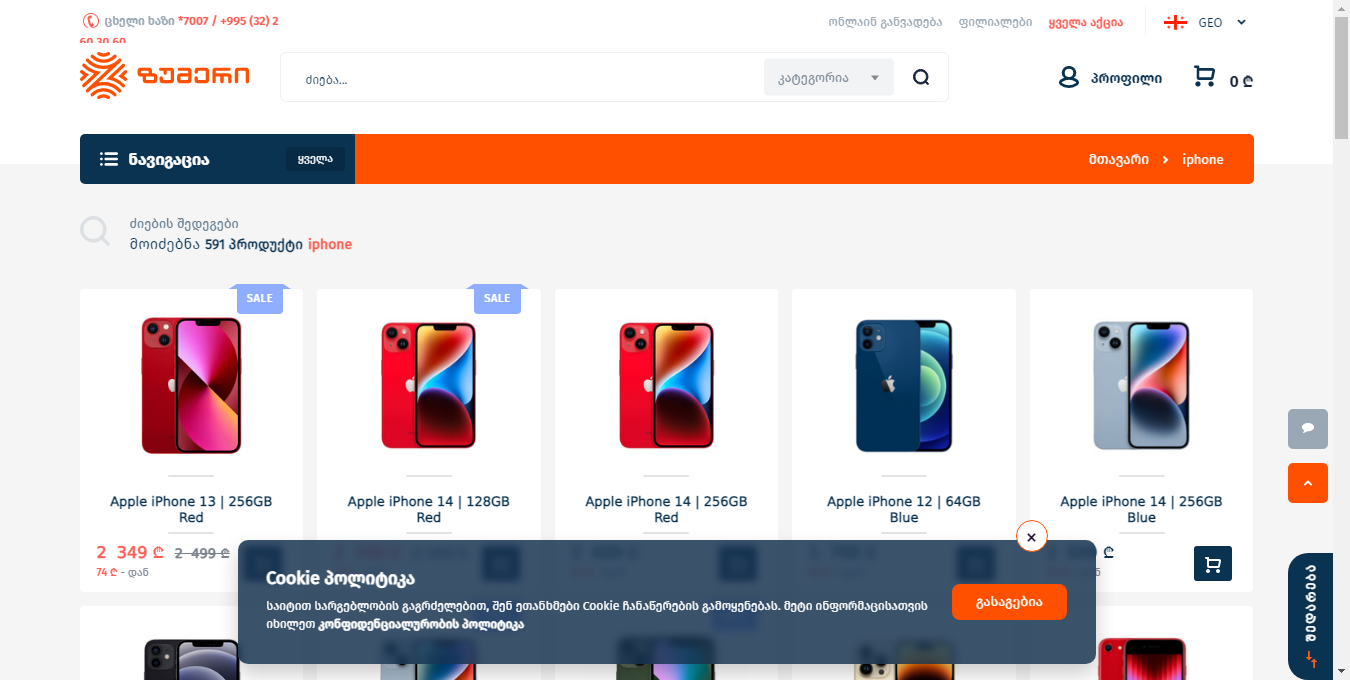 ცხელი ხაზი *7007 / +995 (32) 2
60 30 60
ონლაინ განვადება ფილიალები ყველა აქცია GEO
ზუმერი
ძიება...
კატეგორია
პროფილი
0 ₾
ნავიგაცია ყველა
მთავარი iphone
ძიების შედეგები
მოიძებნა 591 პროდუქტი iphone
SALE
SALE
Apple iPhone 13 | 256GB
Red
Apple iPhone 14 | 128GB
Red
Apple iPhone 14 | 256GB
Red
Apple iPhone 12 | 64GB
Blue
Apple iPhone 14 | 256GB
Blue
2 349 ₾ 2 499 ₾
74 ₾ - დან
₾
Cookie პოლიტიკა
საიტით სარგებლობის გაგრძელებით, შენ ეთანხმები Cookie ჩანაწერების გამოყენებას. მეტი ინფორმაციისათვის
იხილეთ კონფიდენციალურობის პოლიტიკა
გასაგებია
შედარება